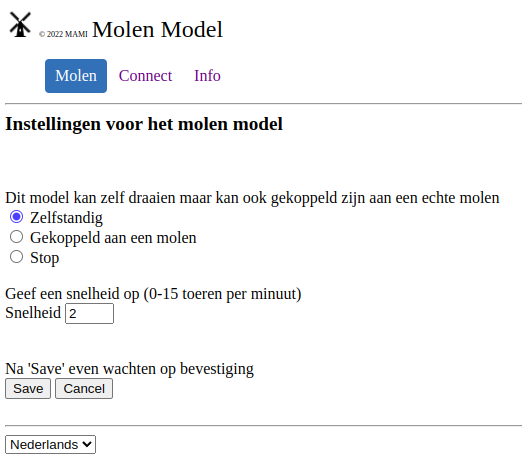 © 2022 MAMI Molen Model
Molen Connect Info
Instellingen voor het molen model
Dit model kan zelf draaien maar kan ook gekoppeld zijn aan een echte molen
Zelfstandig
Gekoppeld aan een molen
Stop
Geef een snelheid op (0-15 toeren per minuut)
Snelheid 2
Na 'Save' even wachten op bevestiging
Save Cancel
Nederlands